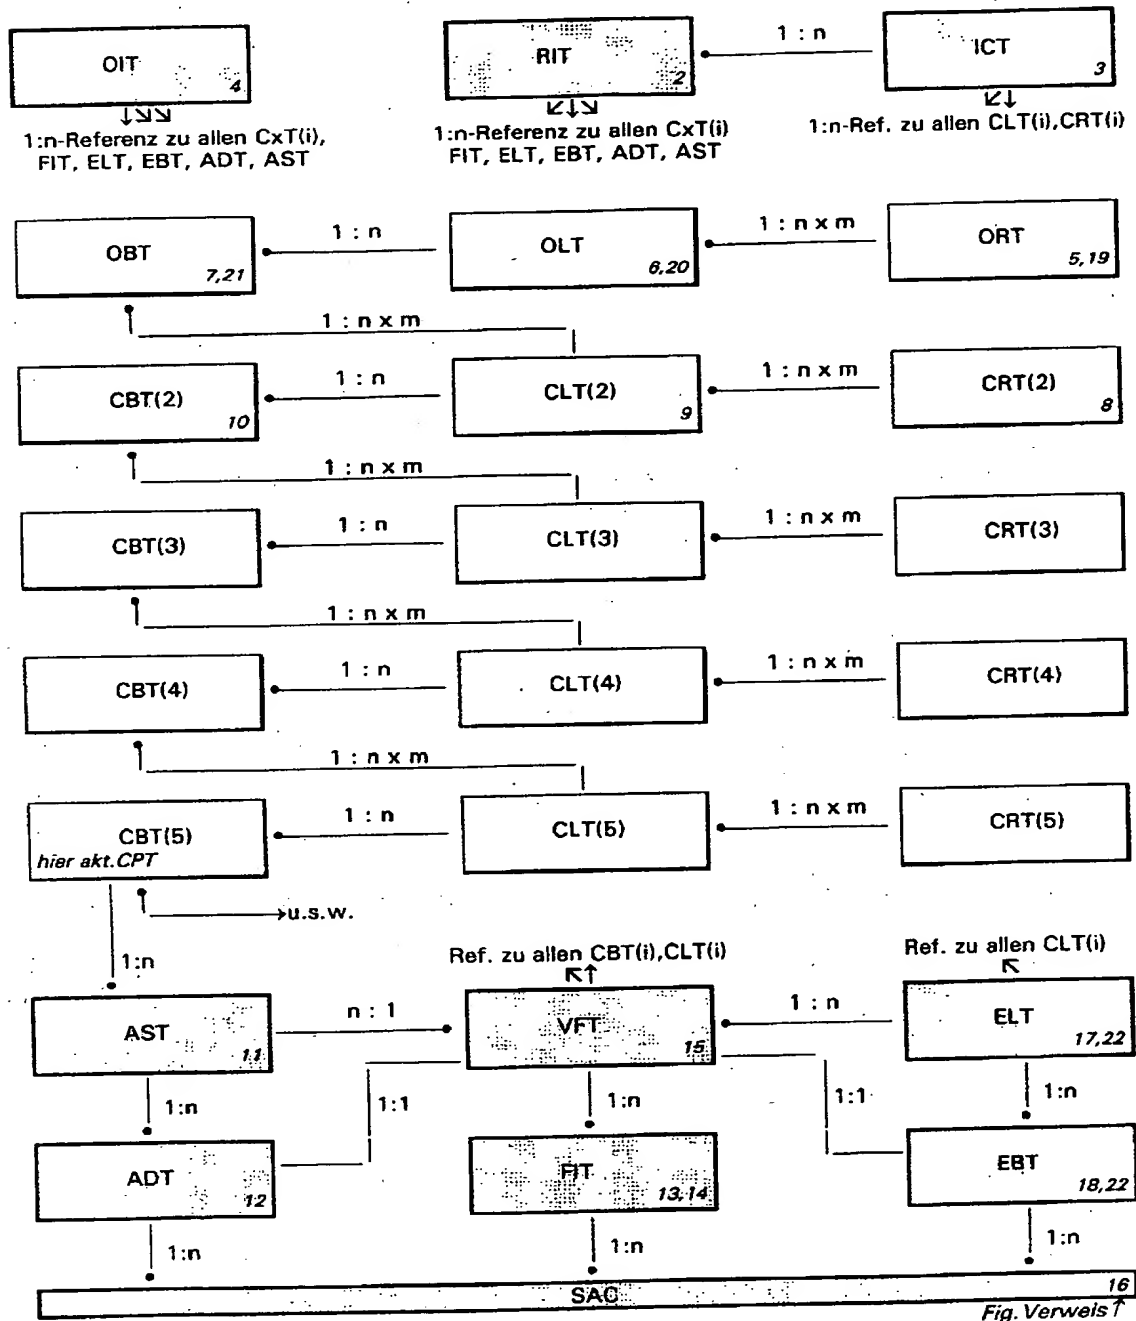 OIT
4
RIT
2
1 : n
ICT
3
↓↘↘
1:n-Referenz zu allen CxT(i),
FIT, ELT, EBT, ADT, AST
↙↓↘
1:n-Referenz zu allen CxT(i)
FIT, ELT, EBT, ADT, AST
↙↓
1:n-Ref. zu allen CLT(i),CRT(i)
OBT
7,21
1 : n
OLT
6,20
1 : n x m
ORT
5,19
1 : n x m
CBT(2)
10
1 : n
CLT(2)
9
1 : n x m
CRT(2)
8
1 : n x m
CBT(3)
1 : n
CLT(3)
1 : n x m
CRT(3)
1 : n x m
CBT(4)
1 : n
CLT(4)
1 : n x m
CRT(4)
1 : n x m
CBT(5)
hier akt.CPT
1 : n
CLT(5)
1 : n x m
CRT(5)
→u.s.w.
1:n
Ref. zu allen CBT(i),CLT(i)
↖↑
Ref. zu allen CLT(i)
↖
AST
11
n : 1
VFT
15
1 : n
ELT
17,22
1:n
1:1
1:n
1:1
1:n
ADT
12
FIT
13,14
EBT
18,22
1:n
1:n
1:n
SAC
16
Fig. Verweis ↑